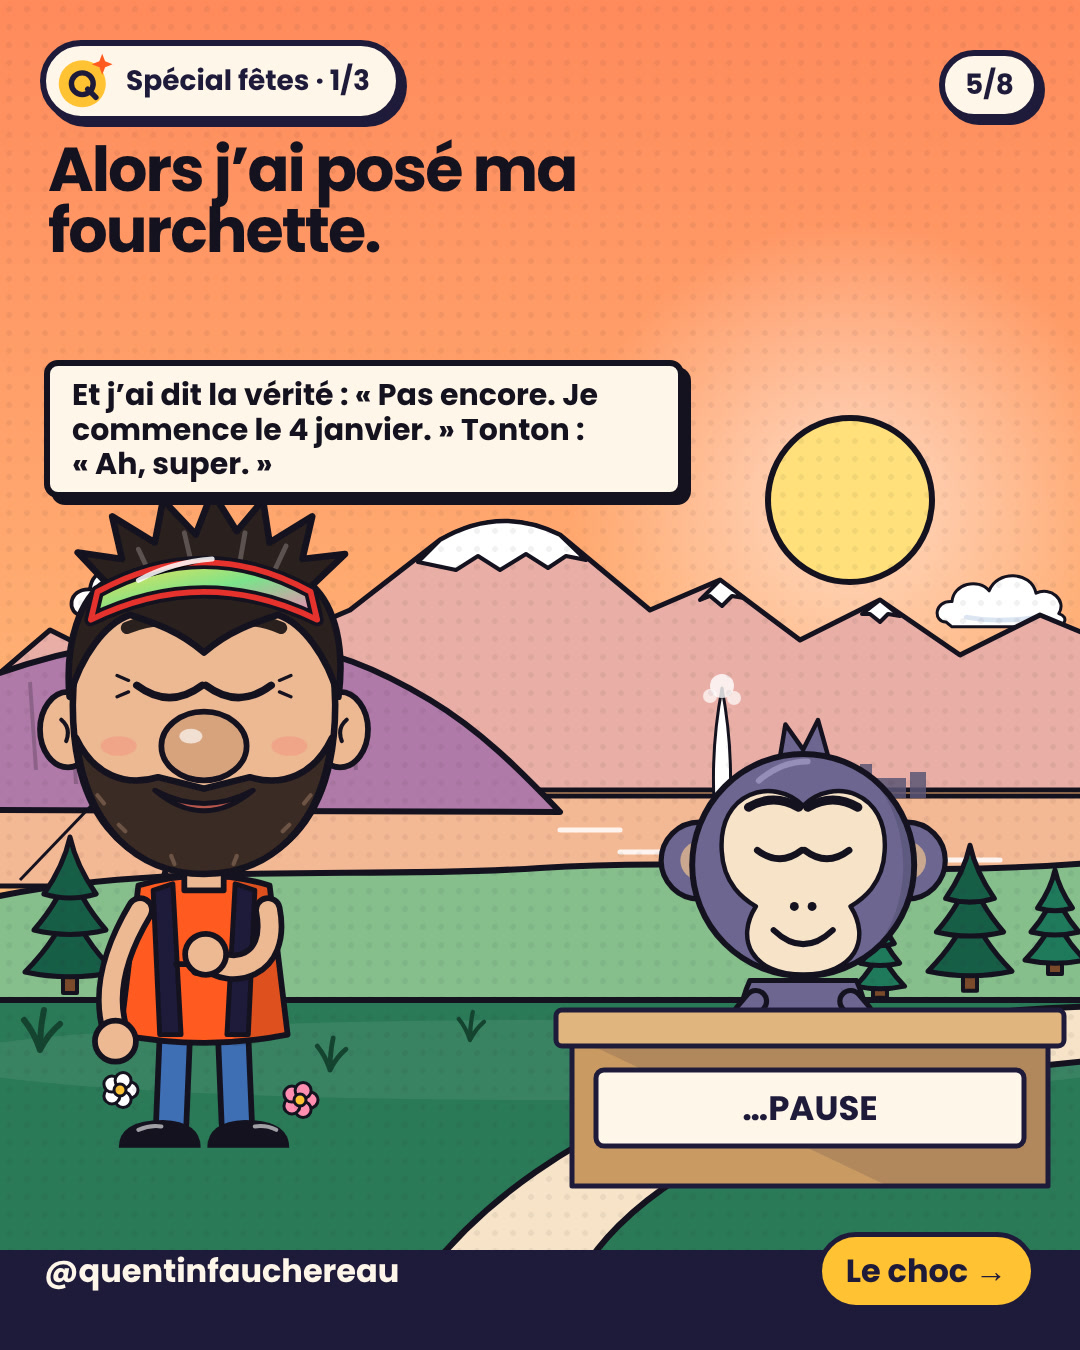 Q
Spécial fêtes · 1/3
5/8
Alors j’ai posé ma
fourchette.
Et j’ai dit la vérité : « Pas encore. Je
commence le 4 janvier. » Tonton :
« Ah, super. »
...PAUSE
@quentinfauchereau
Le choc →